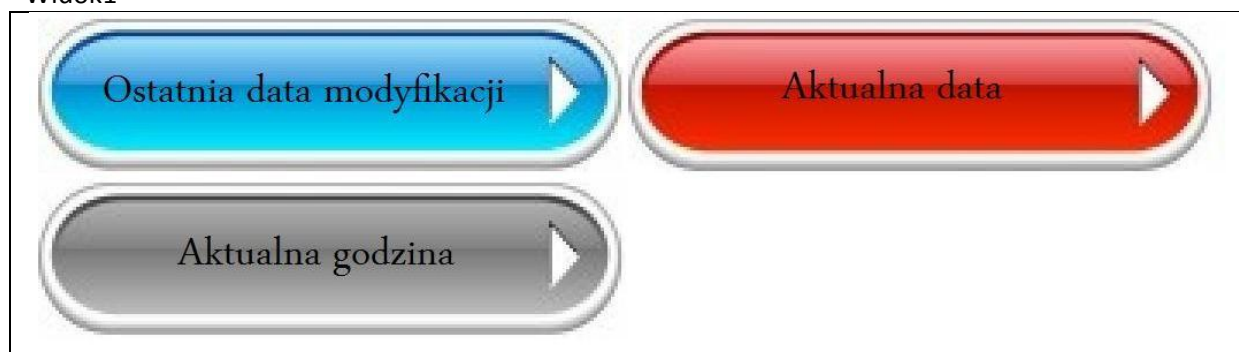 Widok1
Ostatnia data modyfikacji
Aktualna data
Aktualna godzina